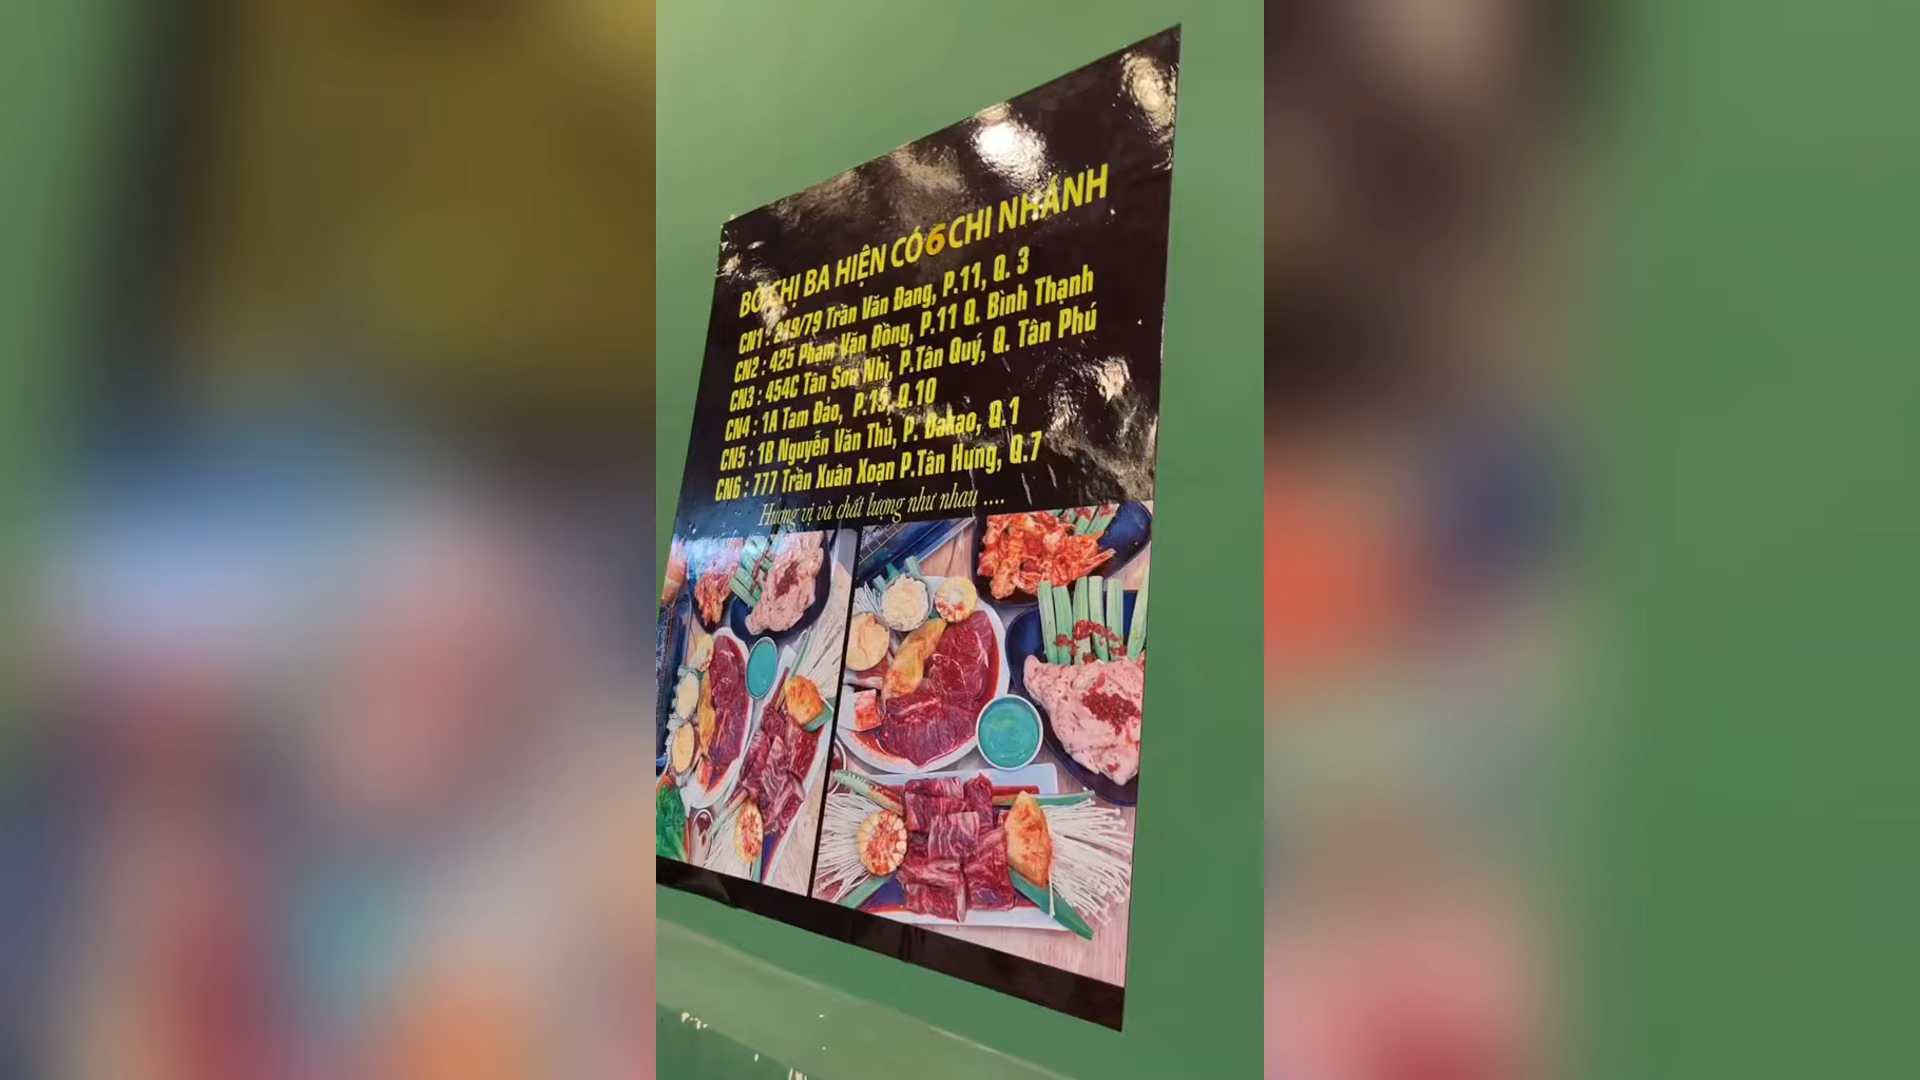 BÒ CHỊ BA HIỆN CÓ 6 CHI NHÁNH
CN1 : 219/79 Trần Văn Đang, P.11, Q. 3
CN2 : 425 Phạm Văn Đồng, P.11 Q. Bình Thạnh
CN3 : 454C Tân Sơn Nhì, P.Tân Quý, Q. Tân Phú
CN4 : 1A Tam Đảo, P.15, Q.10
CN5 : 1B Nguyễn Văn Thủ, P. Đakao, Q.1
CN6 : 777 Trần Xuân Xoạn P.Tân Hưng, Q.7
Hương vị và chất lượng như nhau ....